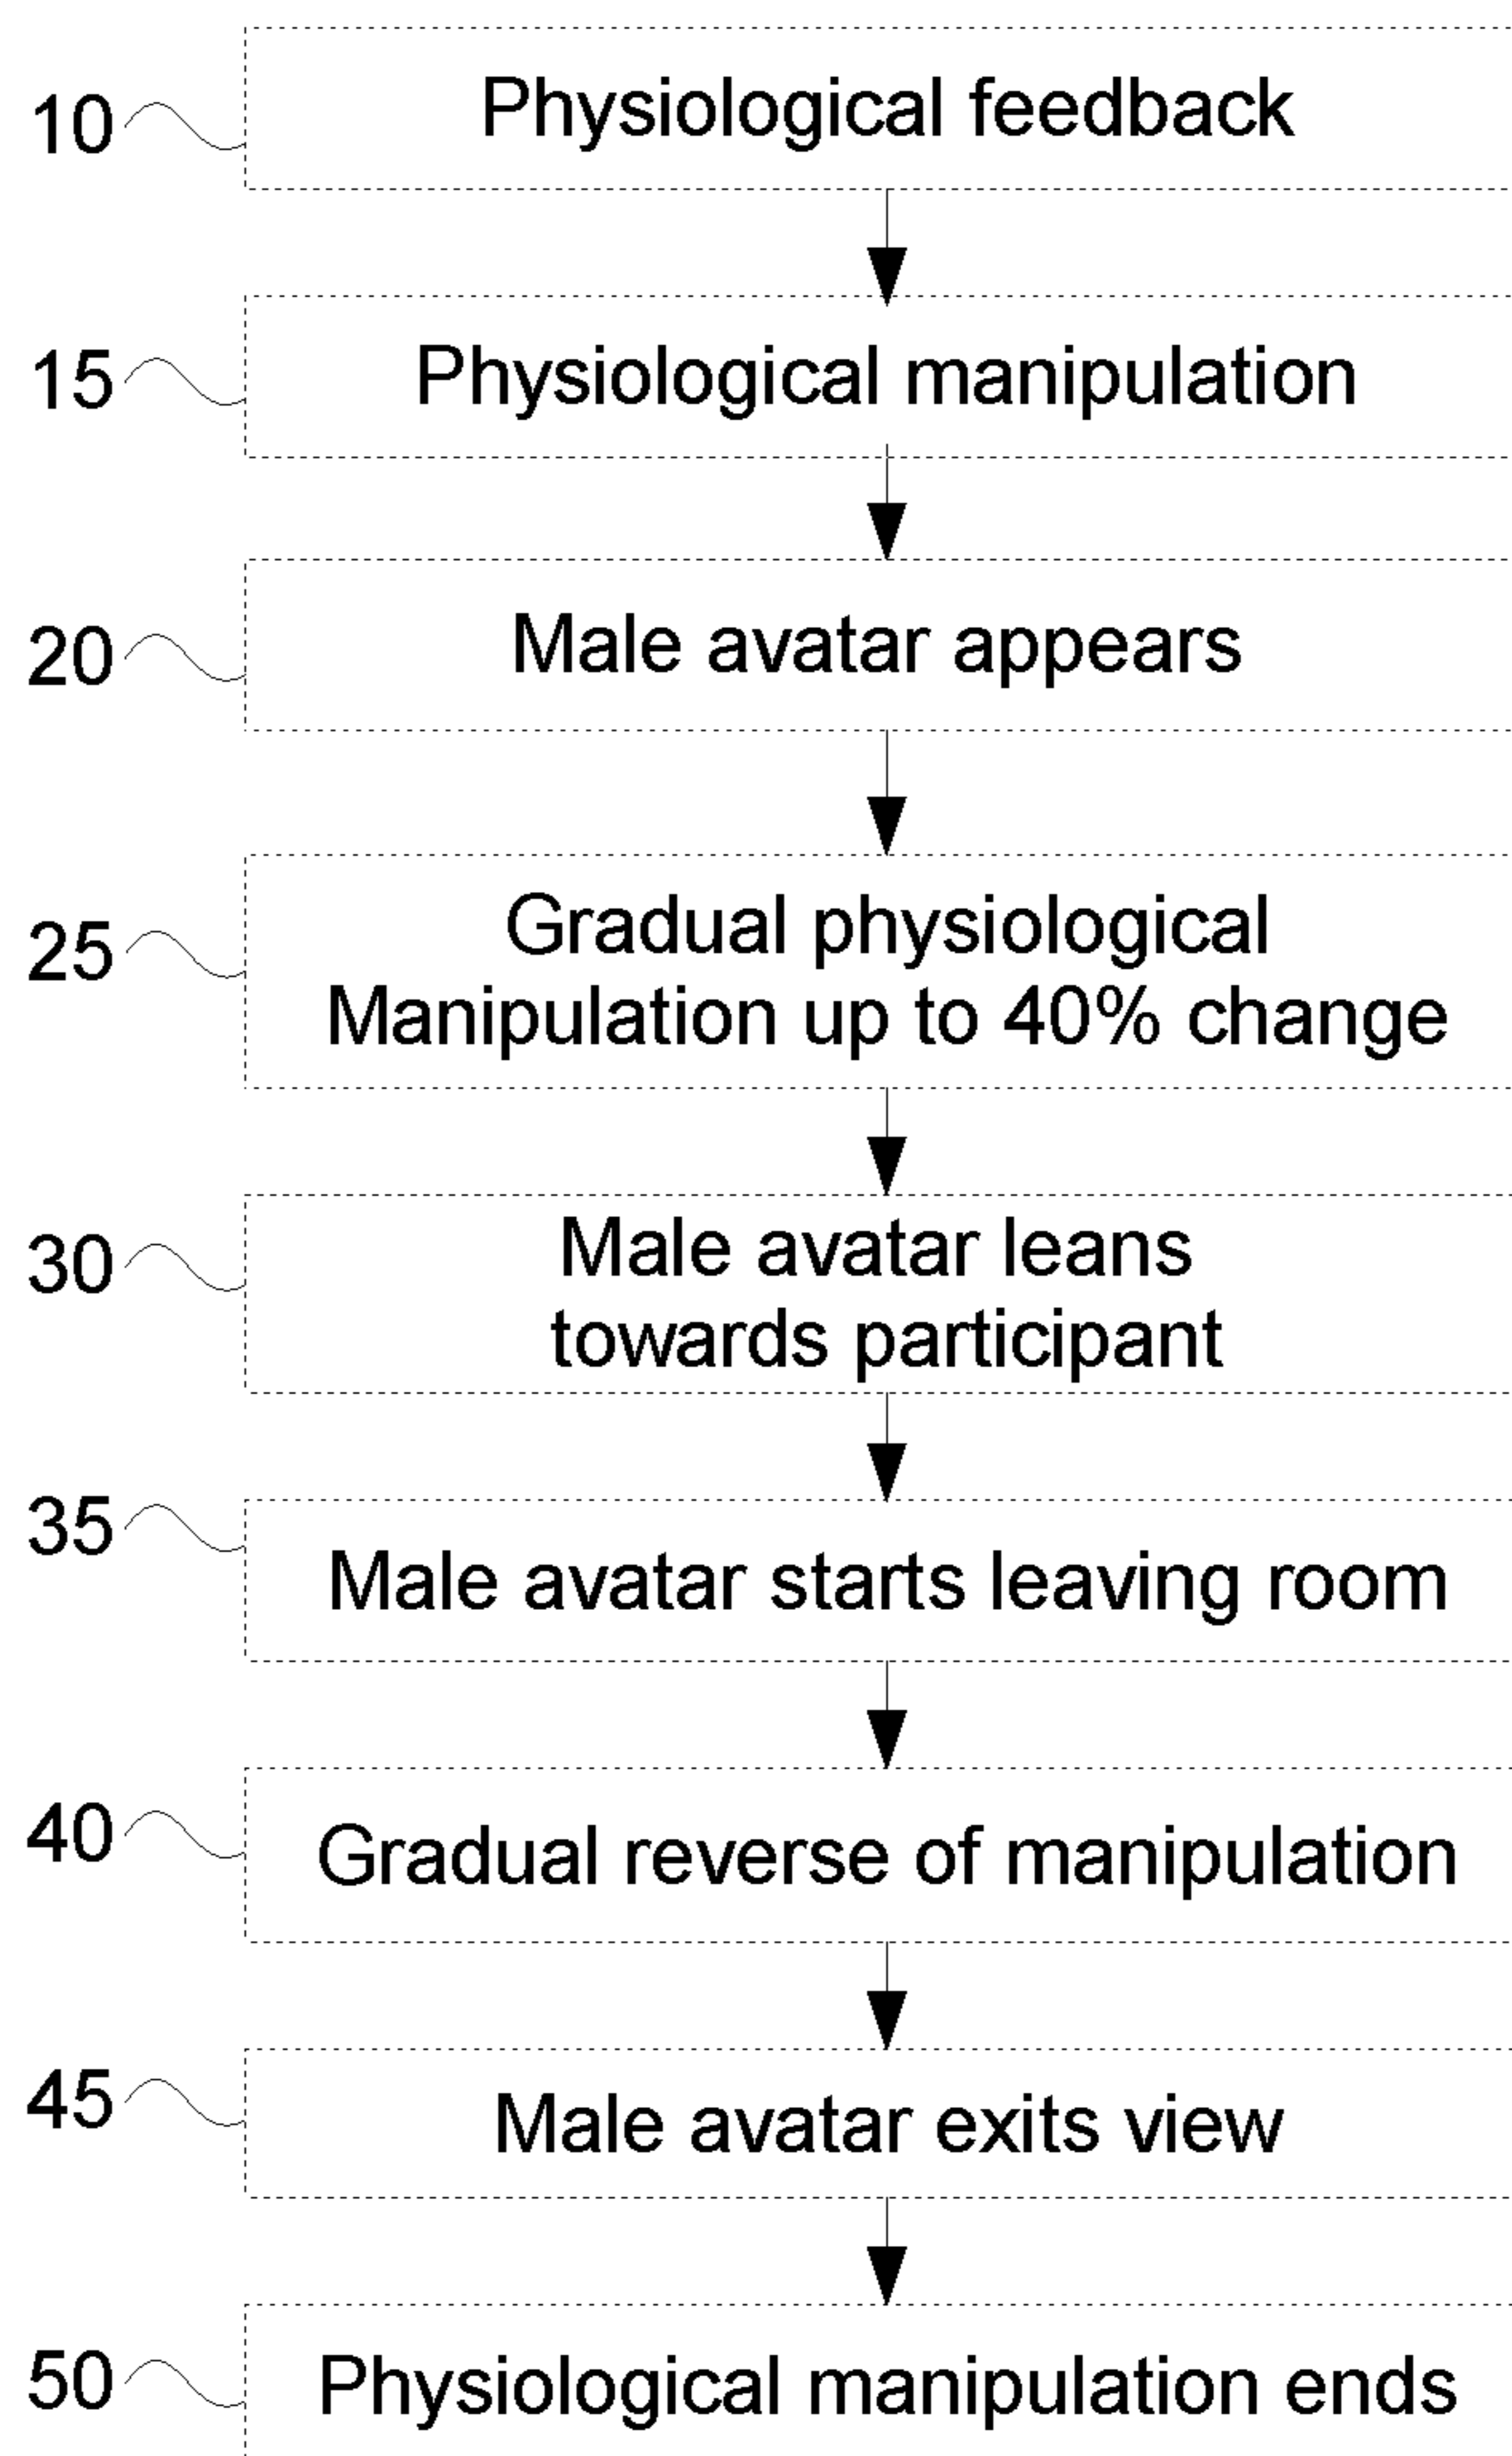 10 Physiological feedback
15 Physiological manipulation
20 Male avatar appears
25 Gradual physiological
Manipulation up to 40% change
30 Male avatar leans
towards participant
35 Male avatar starts leaving room
40 Gradual reverse of manipulation
45 Male avatar exits view
50 Physiological manipulation ends